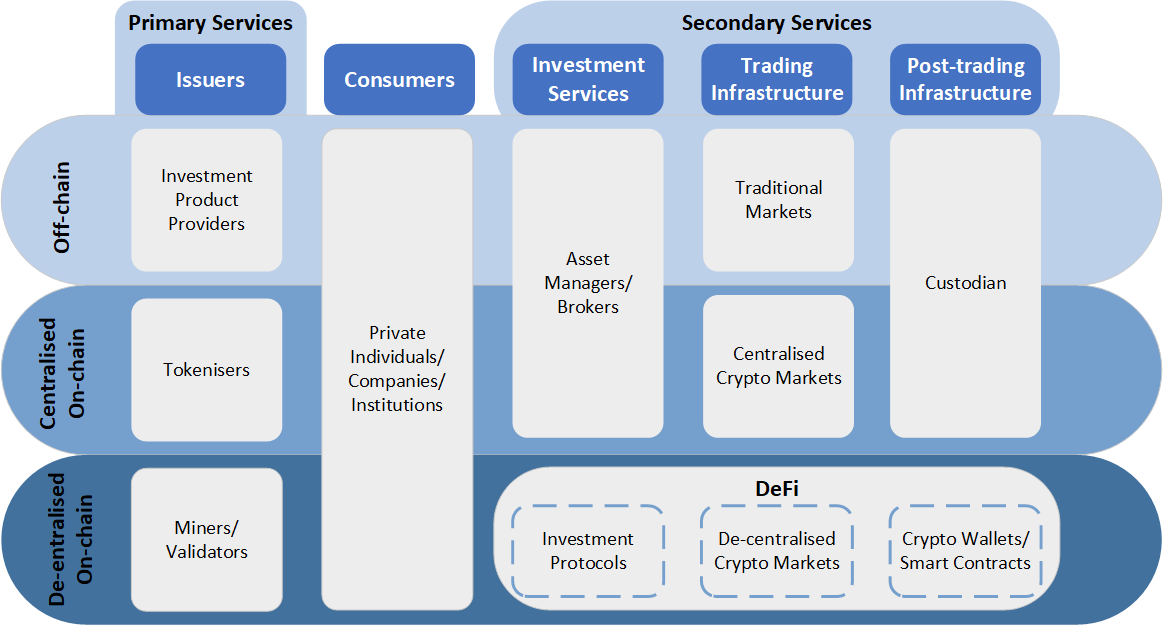 Primary Services
Secondary Services
Issuers
Consumers
Investment
Services
Trading
Infrastructure
Post-trading
Infrastructure
Off-chain
Investment
Product
Providers
Traditional
Markets
Asset
Managers/
Brokers
Custodian
Private
Individuals/
Companies/
Institutions
Centralised
On-chain
Tokenisers
Centralised
Crypto Markets
De-entralised
On-chain
Miners/
Validators
DeFi
Investment
Protocols
De-centralised
Crypto Markets
Crypto Wallets/
Smart Contracts